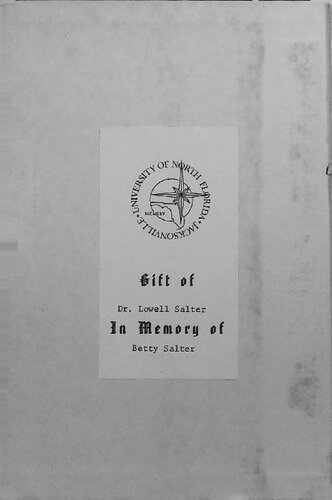 UNIVERSITY OF NORTH FLORIDA · JACKSONVILLE ·
Gift of
Dr. Lowell Salter
In Memory of
Betty Salter